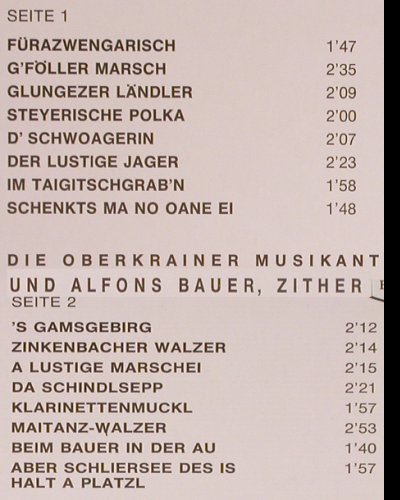 SEITE 1
FÜRAZWENGARISCH 1'47
G'FÖLLER MARSCH 2'35
GLUNGEZER LÄNDLER 2'09
STEYERISCHE POLKA 2'00
D' SCHWOAGERIN 2'07
DER LUSTIGE JAGER 2'23
IM TAIGITSCHGRAB'N 1'58
SCHENKTS MA NO OANE EI 1'48
DIE OBERKRAINER MUSIKANT
UND ALFONS BAUER, ZITHER
SEITE 2
'S GAMSGEBIRG 2'12
ZINKENBACHER WALZER 2'14
A LUSTIGE MARSCHEI 2'15
DA SCHINDLSEPP 2'21
KLARINETTENMUCKL 1'57
MAITANZ-WALZER 2'53
BEIM BAUER IN DER AU 1'40
ABER SCHLIERSEE DES IS 1'57
HALT A PLATZL